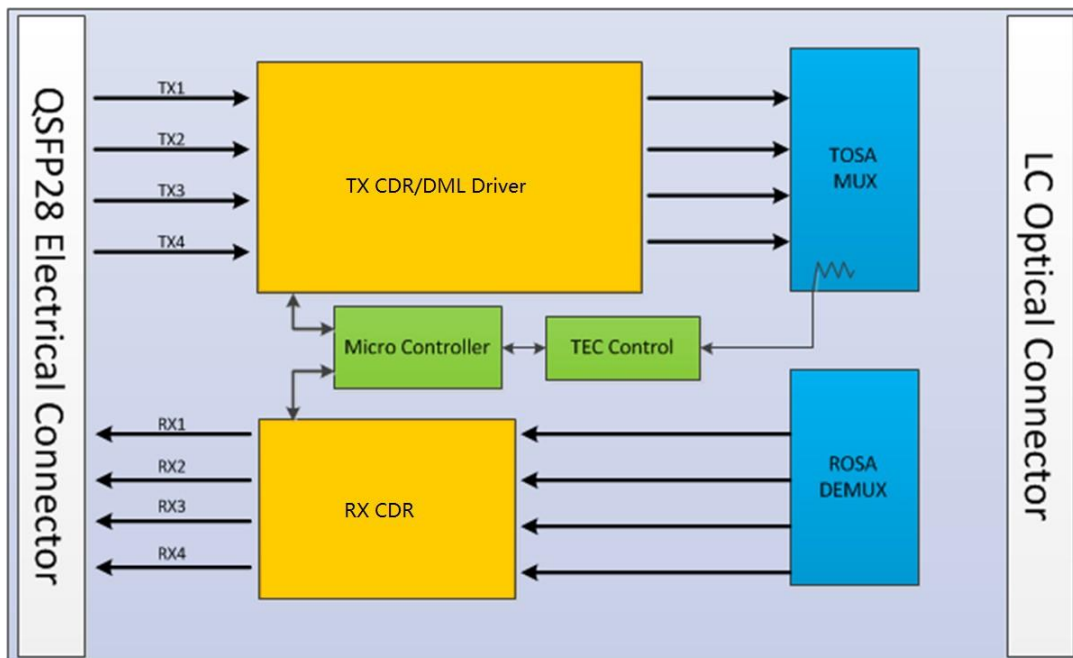 QSFP28 Electrical Connector
TX1
TX2
TX3
TX4
TX CDR/DML Driver
TOSA
MUX
LC Optical Connector
Micro Controller
TEC Control
RX1
RX2
RX3
RX4
RX CDR
ROSA
DEMUX